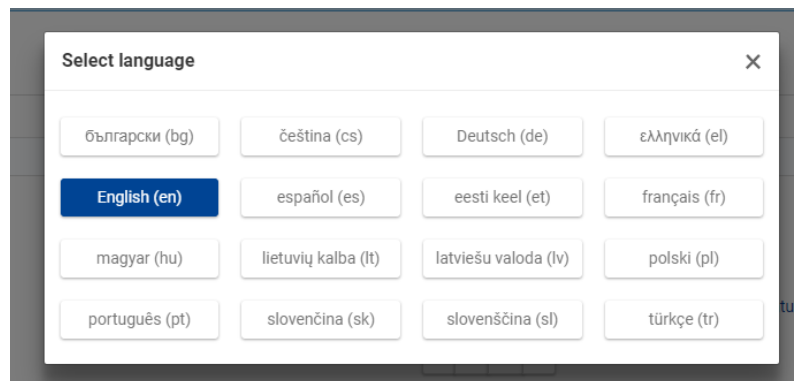 Select language
български (bg)
čeština (cs)
Deutsch (de)
ελληνικά (el)
English (en)
español (es)
eesti keel (et)
français (fr)
magyar (hu)
lietuvių kalba (lt)
latviešu valoda (lv)
polski (pl)
português (pt)
slovenčina (sk)
slovenščina (sl)
türkçe (tr)